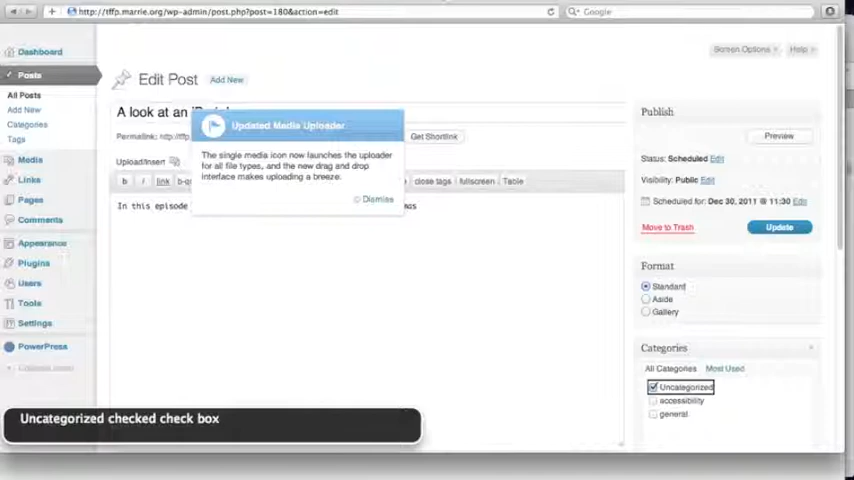 http://tffp.marrie.org/wp-admin/post.php?post=180&action=edit
Google
Screen Options
Help
Dashboard
Posts
All Posts
Add New
Categories
Tags
Media
Links
Pages
Comments
Appearance
Plugins
Users
Tools
Settings
PowerPress
Edit Post
Add New
A look at an
Permalink: http://tffp
Get Shortlink
Upload/Insert
b
i
link
b-q
close tags
fullscreen
Table
In this episode
Updated Media Uploader
The single media icon now launches the uploader
for all file types, and the new drag and drop
interface makes uploading a breeze.
Dismiss
Publish
Preview
Status: Scheduled Edit
Visibility: Public Edit
Scheduled for: Dec 30, 2011 @ 11:30 Edit
Move to Trash
Update
Format
Standard
Aside
Gallery
Categories
All Categories
Most Used
Uncategorized
accessibility
general
Uncategorized checked check box